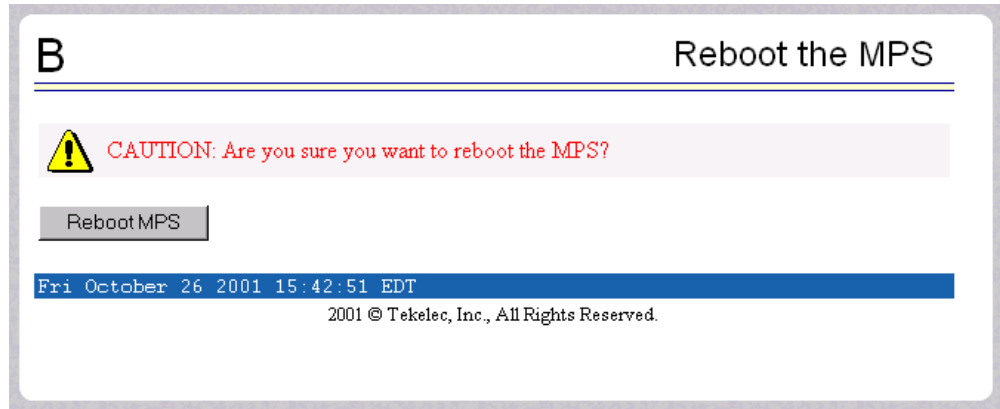 B Reboot the MPS
CAUTION: Are you sure you want to reboot the MPS?
Reboot MPS
Fri October 26 2001 15:42:51 EDT
2001 © Tekelec, Inc., All Rights Reserved.